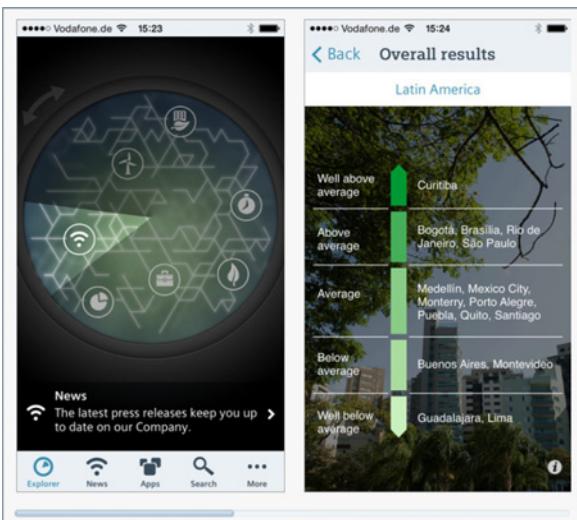 Vodafone.de 15:23
News
The latest press releases keep you up
to date on our Company.
Explorer News Apps Search More
Vodafone.de 15:24
Back Overall results
Latin America
Well above
average
Curitiba
Above
average
Bogotá, Brasília, Rio de
Janeiro, São Paulo
Average
Medellín, Mexico City,
Monterry, Porto Alegre,
Puebla, Quito, Santiago
Below
average
Buenos Aires, Montevideo
Well below
average
Guadalajara, Lima